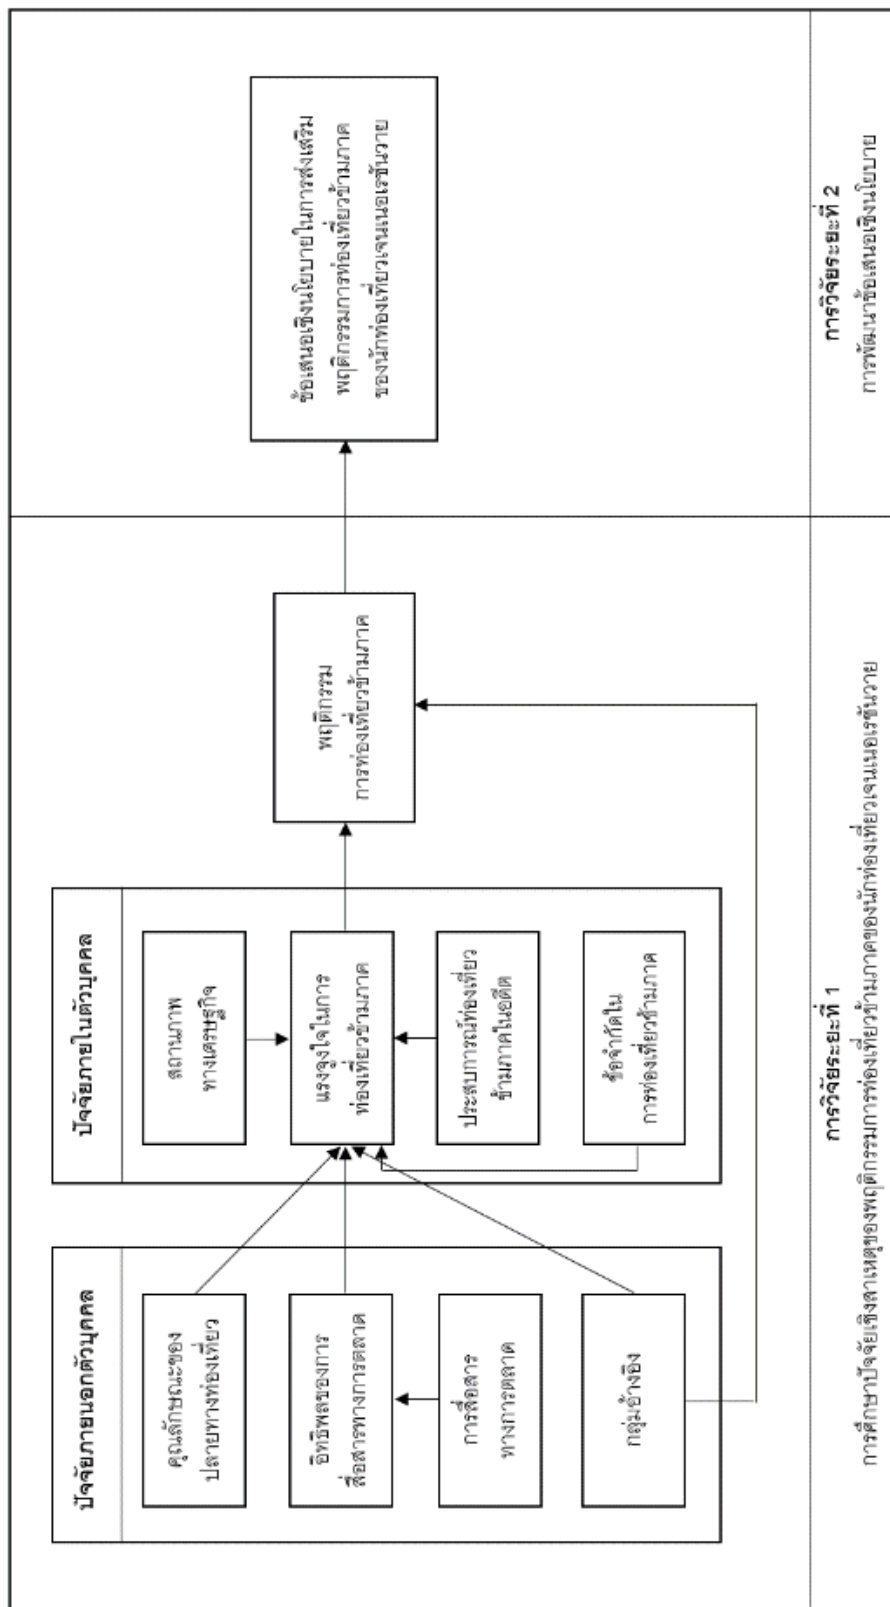 ปัจจัยภายนอกตัวบุคคล
คุณลักษณะของ
ปลายทางท่องเที่ยว
อิทธิพลของการ
สื่อสารทางการตลาด
การสื่อสาร
ทางการตลาด
กลุ่มอ้างอิง
ปัจจัยภายในตัวบุคคล
สถานภาพ
ทางเศรษฐกิจ
แรงจูงใจในการ
ท่องเที่ยวข้ามภาค
ประสบการณ์ท่องเที่ยว
ข้ามภาคในอดีต
ข้อจำกัดใน
การท่องเที่ยวข้ามภาค
พฤติกรรม
การท่องเที่ยวข้ามภาค
ข้อเสนอเชิงนโยบายในการส่งเสริม
พฤติกรรมการท่องเที่ยวข้ามภาค
ของนักท่องเที่ยวเจนเนอเรชันวาย
การวิจัยระยะที่ 1
การศึกษาปัจจัยเชิงสาเหตุของพฤติกรรมการท่องเที่ยวข้ามภาคของนักท่องเที่ยวเจนเนอเรชันวาย
การวิจัยระยะที่ 2
การพัฒนาข้อเสนอเชิงนโยบาย